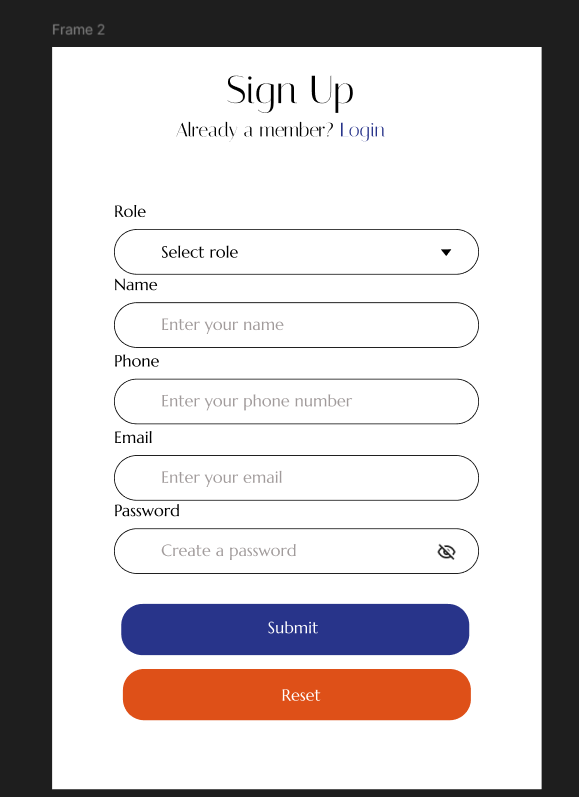 Frame 2
Sign Up
Already a member? Login
Role
Select role
Name
Enter your name
Phone
Enter your phone number
Email
Enter your email
Password
Create a password
Submit
Reset